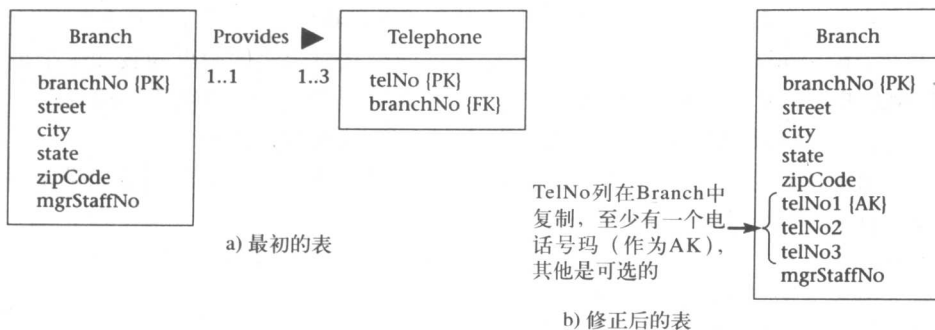 Branch
Provides
Telephone
branchNo {PK}
street
city
state
zipCode
mgrStaffNo
1..1
1..3
telNo {PK}
branchNo {FK}
a) 最初的表
Branch
branchNo {PK}
street
city
state
zipCode
telNo1 {AK}
telNo2
telNo3
mgrStaffNo
TelNo列在Branch中
复制，至少有一个电
话号玛（作为AK），
其他是可选的
b) 修正后的表